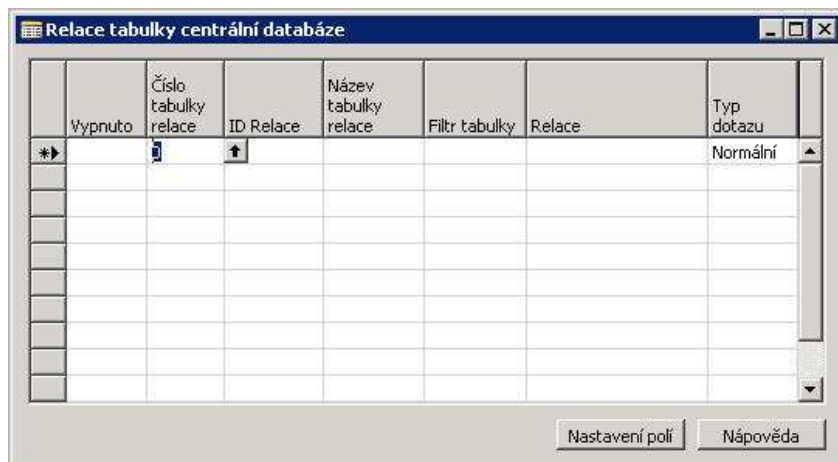 Relace tabulky centrální databáze
Vypnuto
Číslo tabulky relace
ID Relace
Název tabulky relace
Filtr tabulky
Relace
Typ dotazu
Normální
Nastavení polí
Nápověda